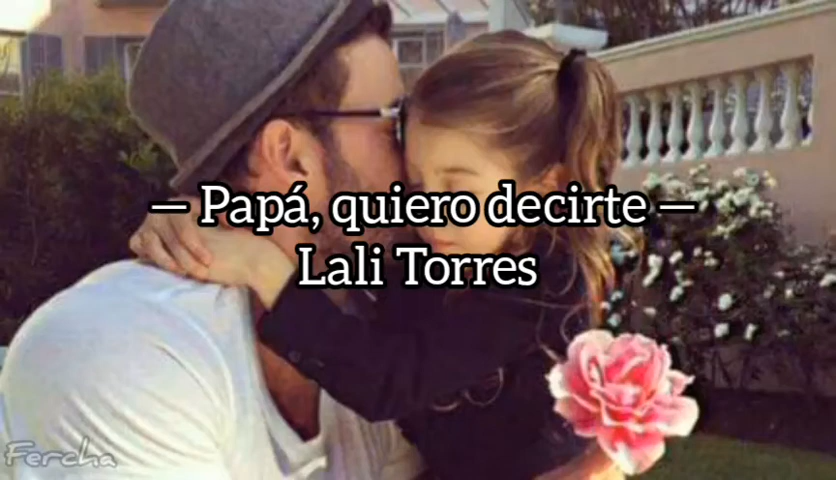 — Papá, quiero decirte —
Lali Torres
Fercha